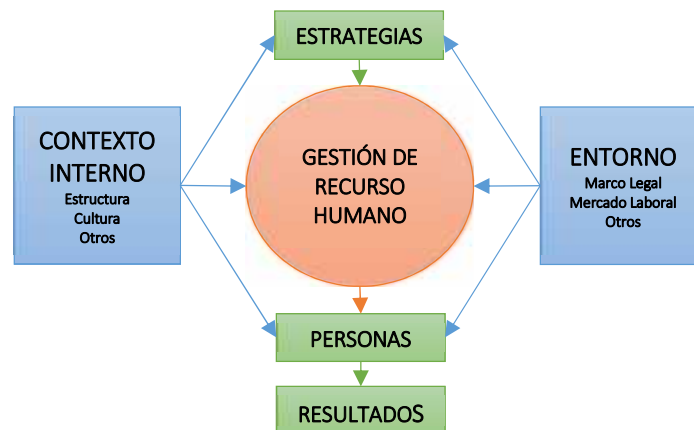 ESTRATEGIAS
CONTEXTO
INTERNO
Estructura
Cultura
Otros
GESTIÓN DE
RECURSO
HUMANO
ENTORNO
Marco Legal
Mercado Laboral
Otros
PERSONAS
RESULTADOS